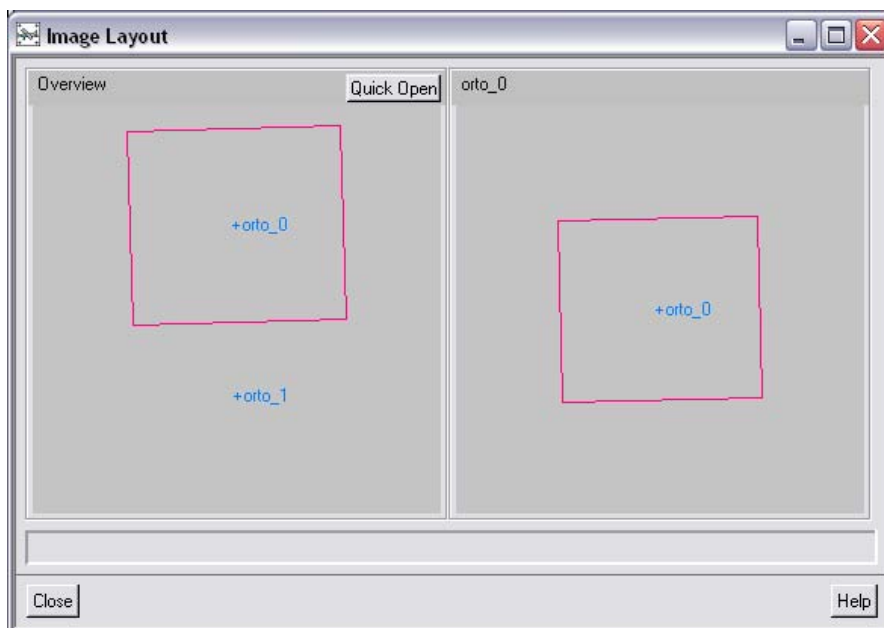 Image Layout
Overview
Quick Open
orto_0
+orto_0
+orto_1
+orto_0
Close
Help